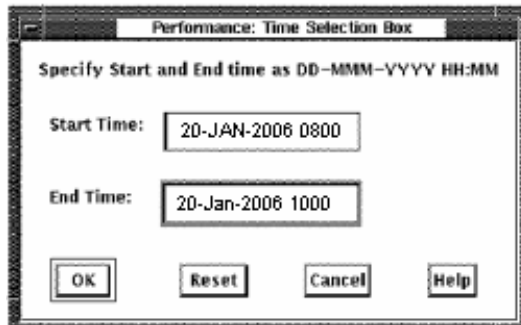 Performance: Time Selection Box
Specify Start and End time as DD-MMM-YYYY HH:MM
Start Time: 20-JAN-2006 0800
End Time: 20-Jan-2006 1000
OK Reset Cancel Help